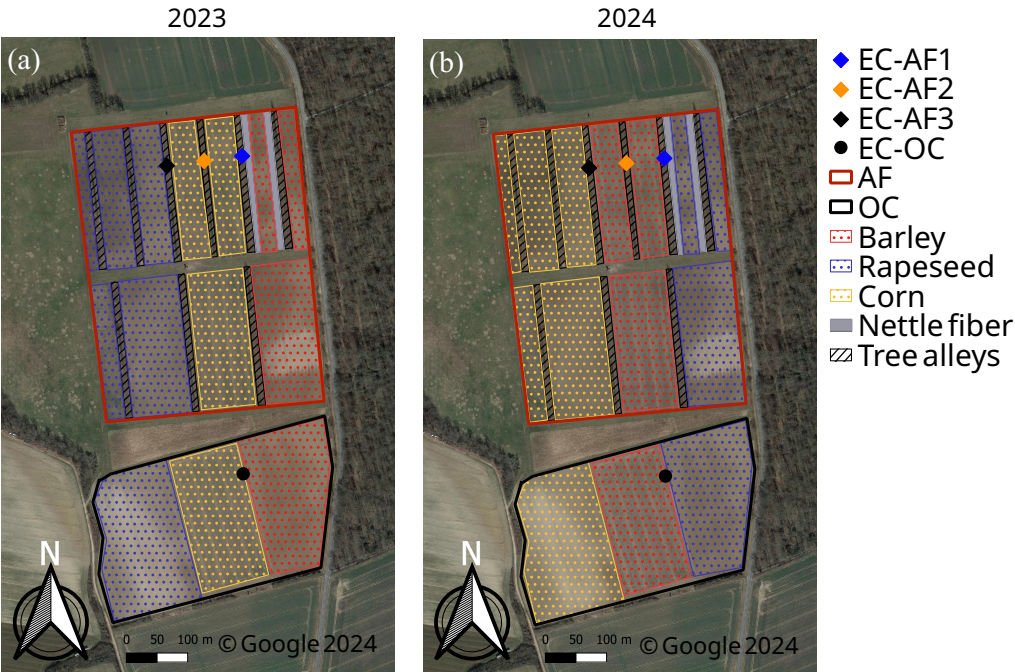 2023
2024
(a)
(b)
EC-AF1
EC-AF2
EC-AF3
EC-OC
AF
OC
Barley
Rapeseed
Corn
Nettle fiber
Tree alleys
N
0 50 100 m
© Google 2024
N
0 50 100 m
© Google 2024